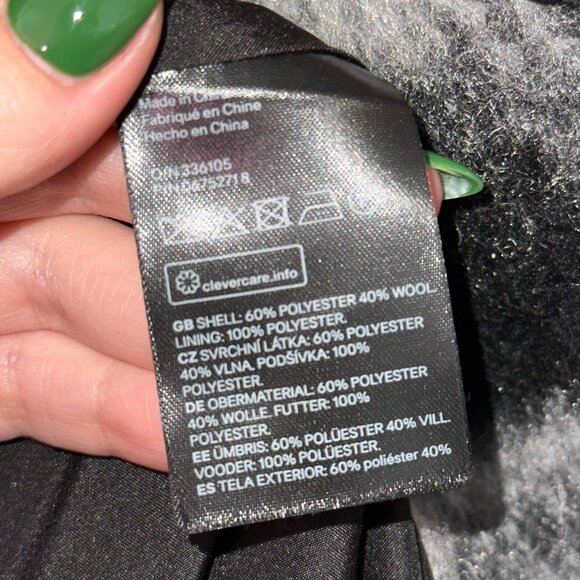 Made in
Fabriqué en Chine
Hecho en China
O/N 336105
clevercare.info
GB SHELL: 60% POLYESTER 40% WOOL.
LINING: 100% POLYESTER.
CZ SVRCHNÍ LÁTKA: 60% POLYESTER
40% VLNA. PODŠÍVKA: 100%
POLYESTER.
DE OBERMATERIAL: 60% POLYESTER
40% WOLLE. FUTTER: 100%
POLYESTER.
EE ÜMBRIS: 60% POLÜESTER 40% VILL.
VOODER: 100% POLÜESTER.
ES TELA EXTERIOR: 60% poliéster 40%